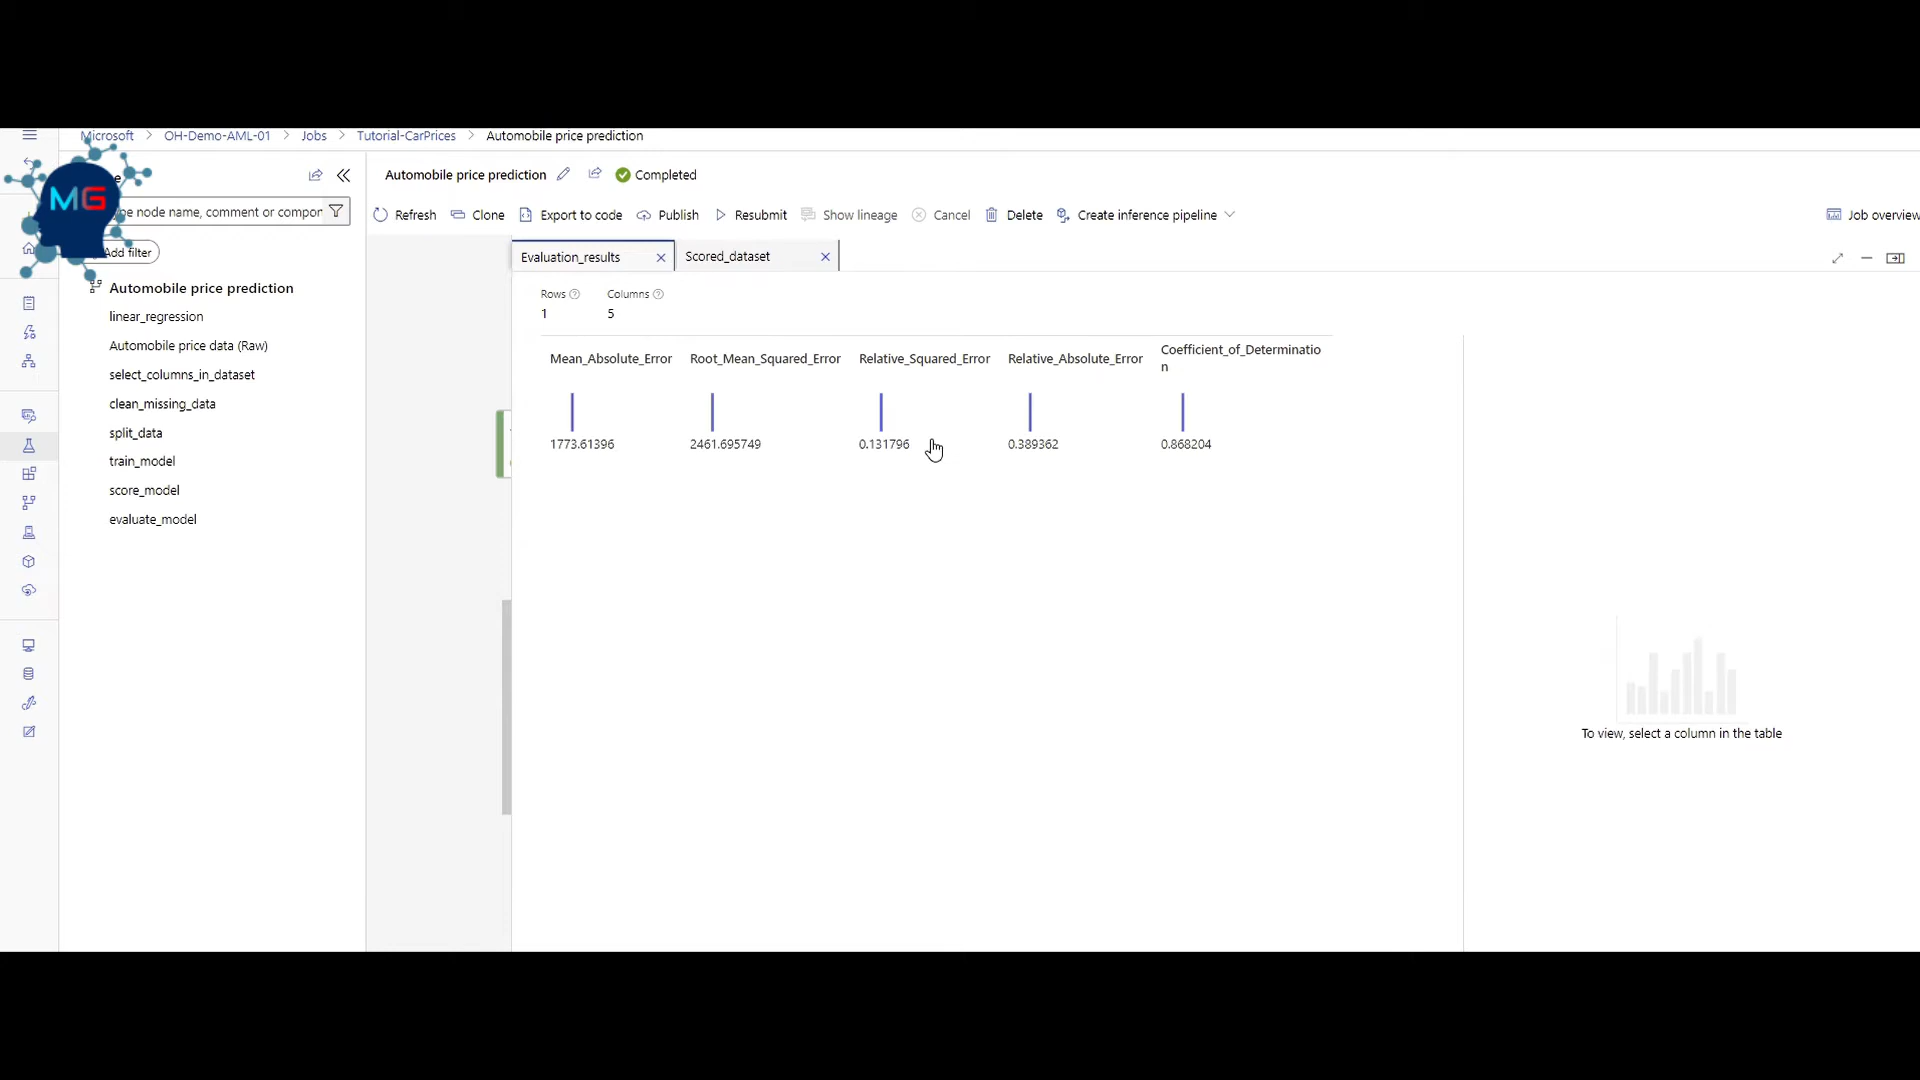 Microsoft > OH-Demo-AML-01 > Jobs > Tutorial-CarPrices > Automobile price prediction
MG
Automobile price prediction Completed
node name, comment or compor
Refresh Clone Export to code Publish Resubmit Show lineage Cancel Delete Create inference pipeline Job overview
Add filter
Evaluation_results Scored_dataset
Automobile price prediction
linear_regression
Automobile price data (Raw)
select_columns_in_dataset
clean_missing_data
split_data
train_model
score_model
evaluate_model
Rows Columns
1 5
Mean_Absolute_Error Root_Mean_Squared_Error Relative_Squared_Error Relative_Absolute_Error Coefficient_of_Determinatio
n
1773.61396 2461.695749 0.131796 0.389362 0.868204
To view, select a column in the table